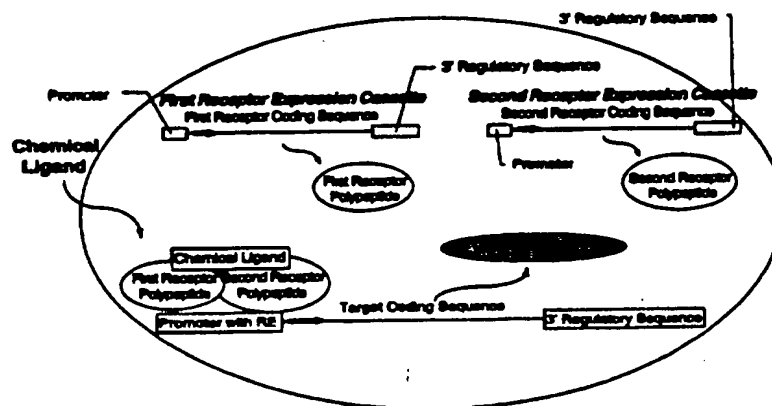 3' Regulatory Sequence
3' Regulatory Sequence
Promoter
First Receptor Expression Cassette
First Receptor Coding Sequence
Second Receptor Expression Cassette
Second Receptor Coding Sequence
Promoter
Chemical
Ligand
First Receptor
Polypeptide
Second Receptor
Polypeptide
Chemical Ligand
First Receptor
Polypeptide
Second Receptor
Polypeptide
Target Coding Sequence
Promoter with RE
3' Regulatory Sequence